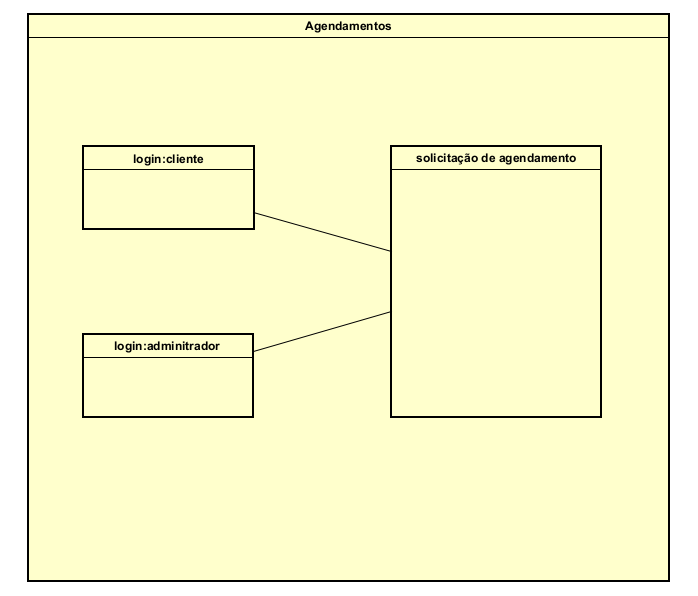 Agendamentos
login:cliente
solicitação de agendamento
login:adminitrador